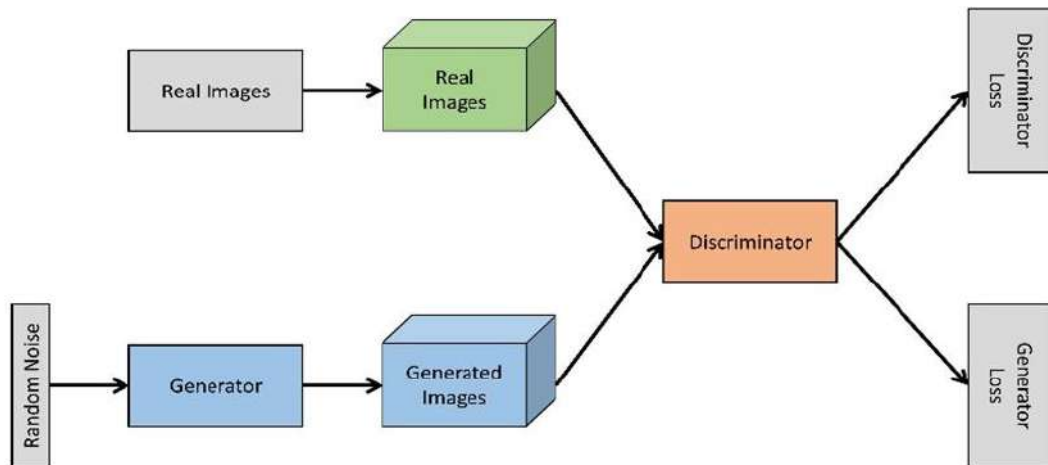 Real Images
Real
Images
Discriminator
Loss
Discriminator
Random Noise
Generator
Generated
Images
Generator
Loss